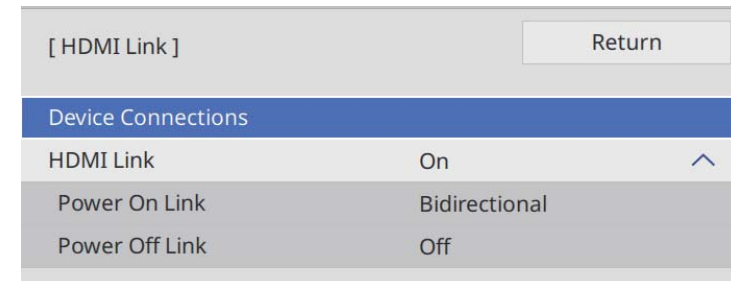 [ HDMI Link ]
Return
Device Connections
HDMI Link On
Power On Link Bidirectional
Power Off Link Off